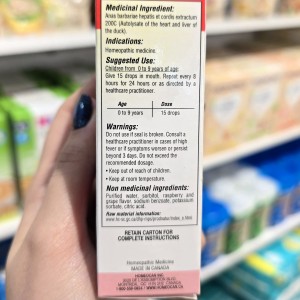 Medicinal Ingredient:
Anas barbariae hepatis et cordis extractum
200C (Autolysate of the heart and liver of
the duck).
Indications:
Homeopathic medicine.
Suggested Use:
Children from 0 to 9 years of age:
Give 15 drops in mouth. Repeat every 8
hours for 24 hours or as directed by a
healthcare practitioner.
Age Dose
0 to 9 years 15 drops
Warnings:
Do not use if seal is broken. Consult a
healthcare practitioner in cases of high
fever or if symptoms worsen or persist
beyond 3 days. Do not exceed the
recommended dosage.
• Keep out of reach of children.
• Keep at room temperature.
Non medicinal ingredients:
Purified water, sorbitol, raspberry and
grape flavor, sodium benzoate, potassium
sorbate, citric acid.
Raw material information:
RETAIN CARTON FOR
COMPLETE INSTRUCTIONS
Homeopathic Medicine
MADE IN CANADA
HOMEOCAN INC.